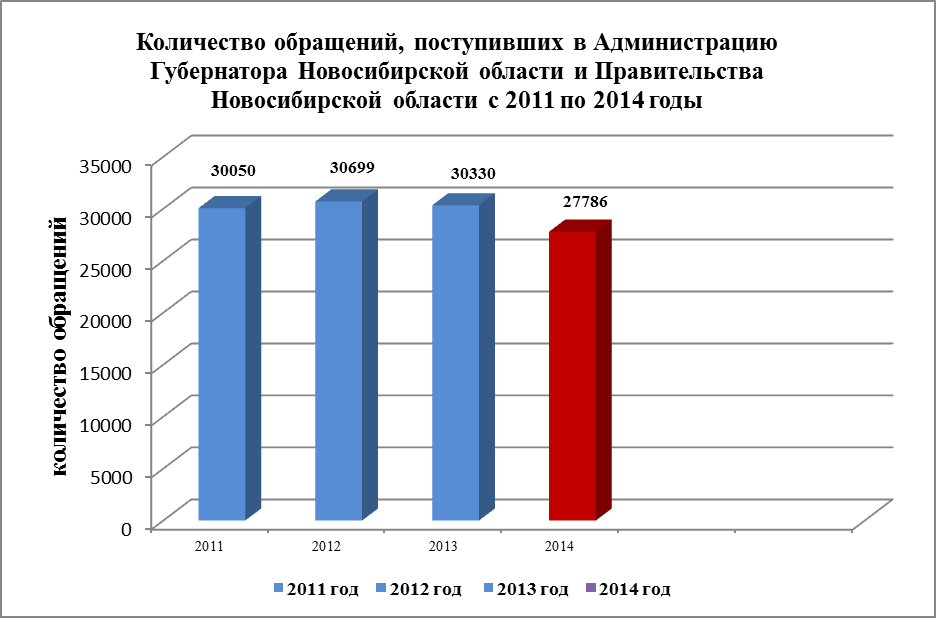 Количество обращений, поступивших в Администрацию
Губернатора Новосибирской области и Правительства
Новосибирской области с 2011 по 2014 годы
количество обращений
35000
30000
25000
20000
15000
10000
5000
0
30050
30699
30330
27786
2011
2012
2013
2014
2011 год
2012 год
2013 год
2014 год